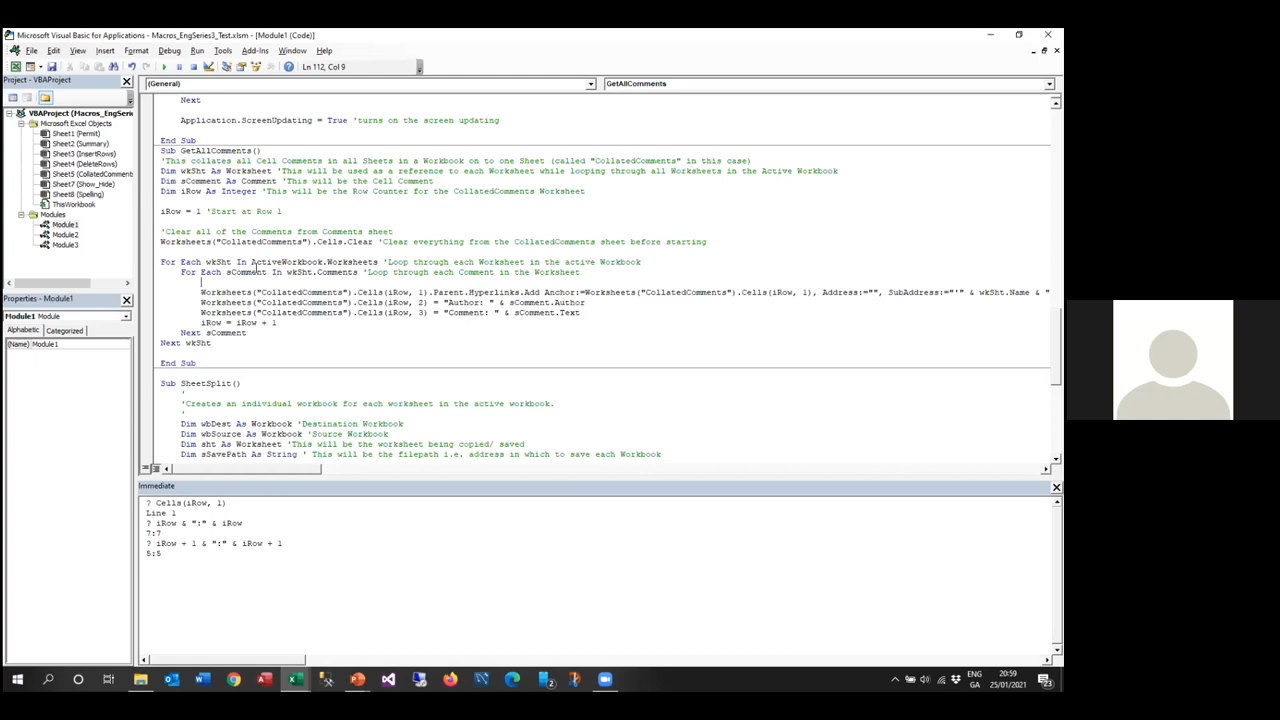 Microsoft Visual Basic for Applications - Macros_EngSeries3_Test.xlsm - [Module1 (Code)]
File Edit View Insert Format Debug Run Tools Add-Ins Window Help
Ln 112, Col 9
Project - VBAProject
(General)
GetAllComments
VBAProject (Macros_EngSerie
Microsoft Excel Objects
Sheet1 (Permit)
Sheet2 (Summary)
Sheet3 (InsertRows)
Sheet4 (DeleteRows)
Sheet5 (CollatedComments
Sheet7 (Show_Hide)
Sheet8 (Spelling)
ThisWorkbook
Modules
Module1
Module2
Module3
Properties - Module1
Module1 Module
Alphabetic Categorized
(Name) Module1
Next
Application.ScreenUpdating = True 'turns on the screen updating
End Sub
Sub GetAllComments()
'This collates all Cell Comments in all Sheets in a Workbook on to one Sheet (called "CollatedComments" in this case)
Dim wkSht As Worksheet 'This will be used as a reference to each Worksheet while looping through all Worksheets in the Active Workbook
Dim sComment As Comment 'This will be the Cell Comment
Dim iRow As Integer 'This will be the Row Counter for the CollatedComments Worksheet
iRow = 1 'Start at Row 1
'Clear all of the Comments from Comments sheet
Worksheets("CollatedComments").Cells.Clear 'Clear everything from the CollatedComments sheet before starting
For Each wkSht In ActiveWorkbook.Worksheets 'Loop through each Worksheet in the active Workbook
For Each sComment In wkSht.Comments 'Loop through each Comment in the Worksheet
Worksheets("CollatedComments").Cells(iRow, 1).Parent.Hyperlinks.Add Anchor:=Worksheets("CollatedComments").Cells(iRow, 1), Address:="", SubAddress:="'" & wkSht.Name & "
Worksheets("CollatedComments").Cells(iRow, 2) = "Author: " & sComment.Author
Worksheets("CollatedComments").Cells(iRow, 3) = "Comment: " & sComment.Text
iRow = iRow + 1
Next sComment
Next wkSht
End Sub
Sub SheetSplit()
'
'Creates an individual workbook for each worksheet in the active workbook.
'
Dim wbDest As Workbook 'Destination Workbook
Dim wbSource As Workbook 'Source Workbook
Dim sht As Worksheet 'This will be the worksheet being copied/ saved
Dim sSavePath As String ' This will be the filepath i.e. address in which to save each Workbook
Immediate
? Cells(iRow, 1)
Line 1
? iRow & ":" & iRow
7:7
? iRow + 1 & ":" & iRow + 1
5:5
ENG
GA
20:59
25/01/2021
23